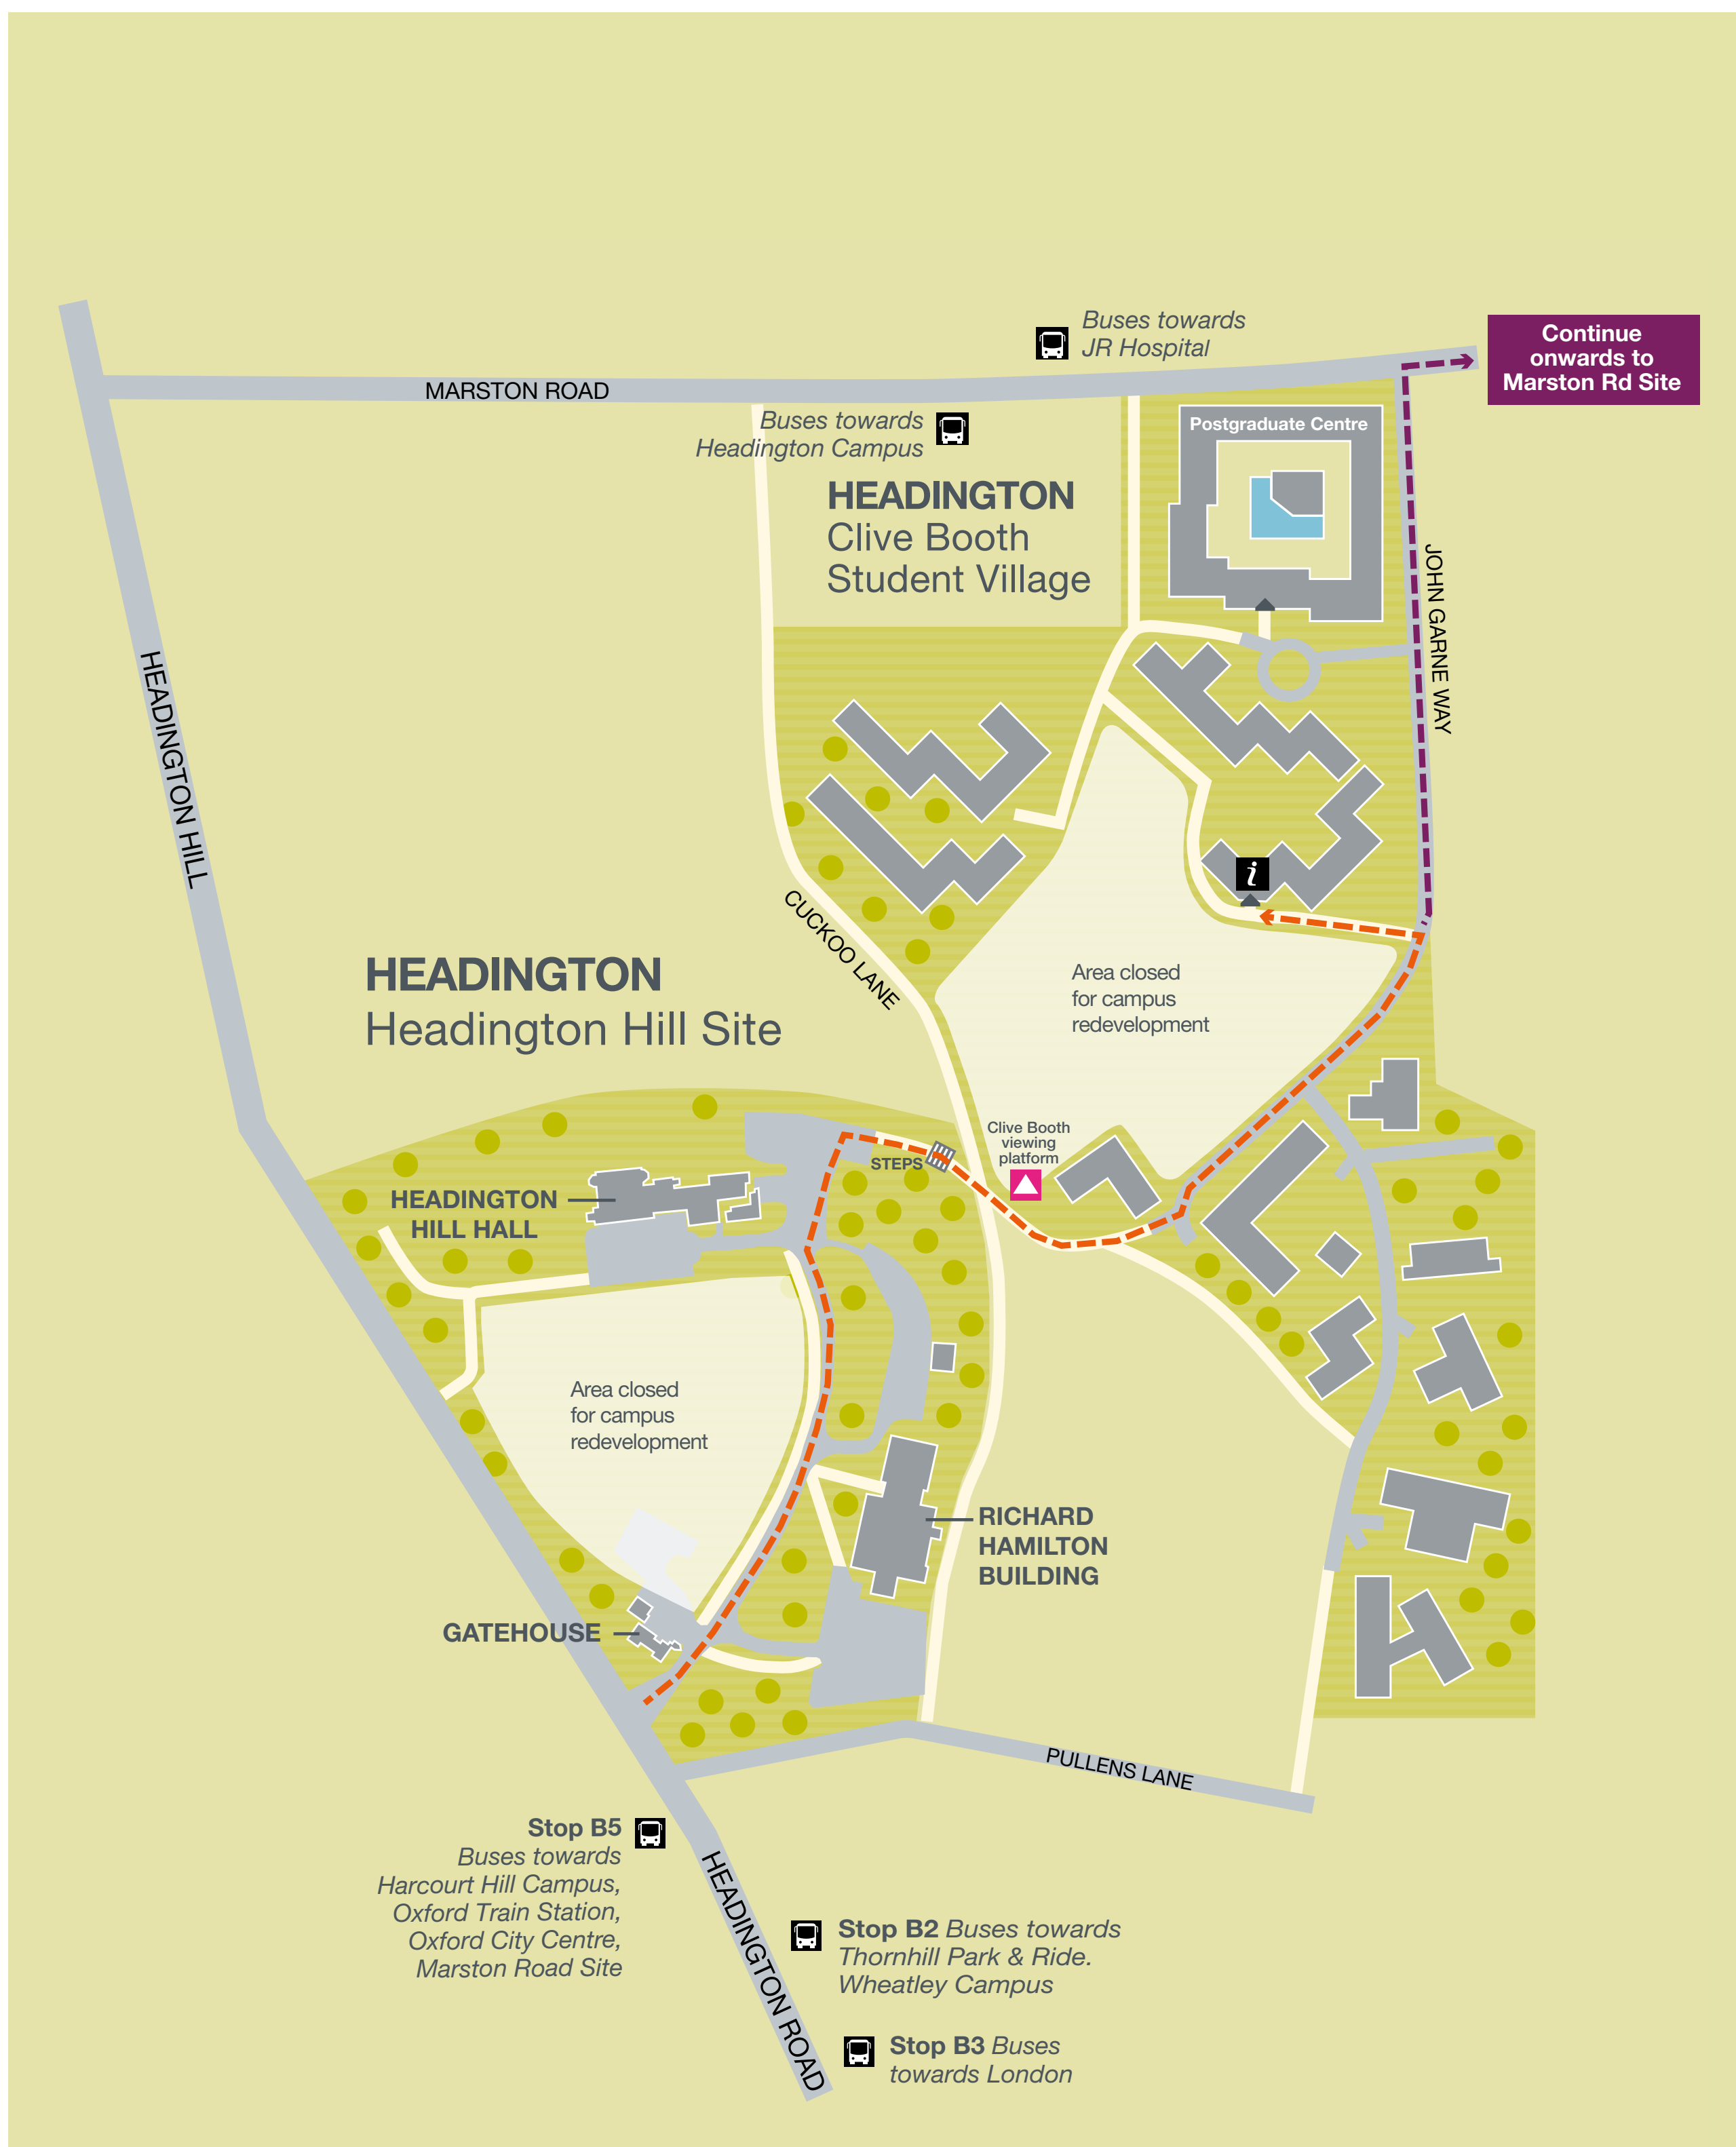 Buses towards
JR Hospital
Continue
onwards to
Marston Rd Site
MARSTON ROAD
Buses towards
Headington Campus
Postgraduate Centre
HEADINGTON
Clive Booth
Student Village
JOHN GARNE WAY
HEADINGTON HILL
i
CUCKOO LANE
HEADINGTON
Headington Hill Site
Area closed
for campus
redevelopment
Clive Booth
viewing
platform
STEPS
HEADINGTON
HILL HALL
Area closed
for campus
redevelopment
RICHARD
HAMILTON
BUILDING
GATEHOUSE
PULLENS LANE
Stop B5
Buses towards
Harcourt Hill Campus,
Oxford Train Station,
Oxford City Centre,
Marston Road Site
HEADINGTON ROAD
Stop B2 Buses towards
Thornhill Park & Ride.
Wheatley Campus
Stop B3 Buses
towards London